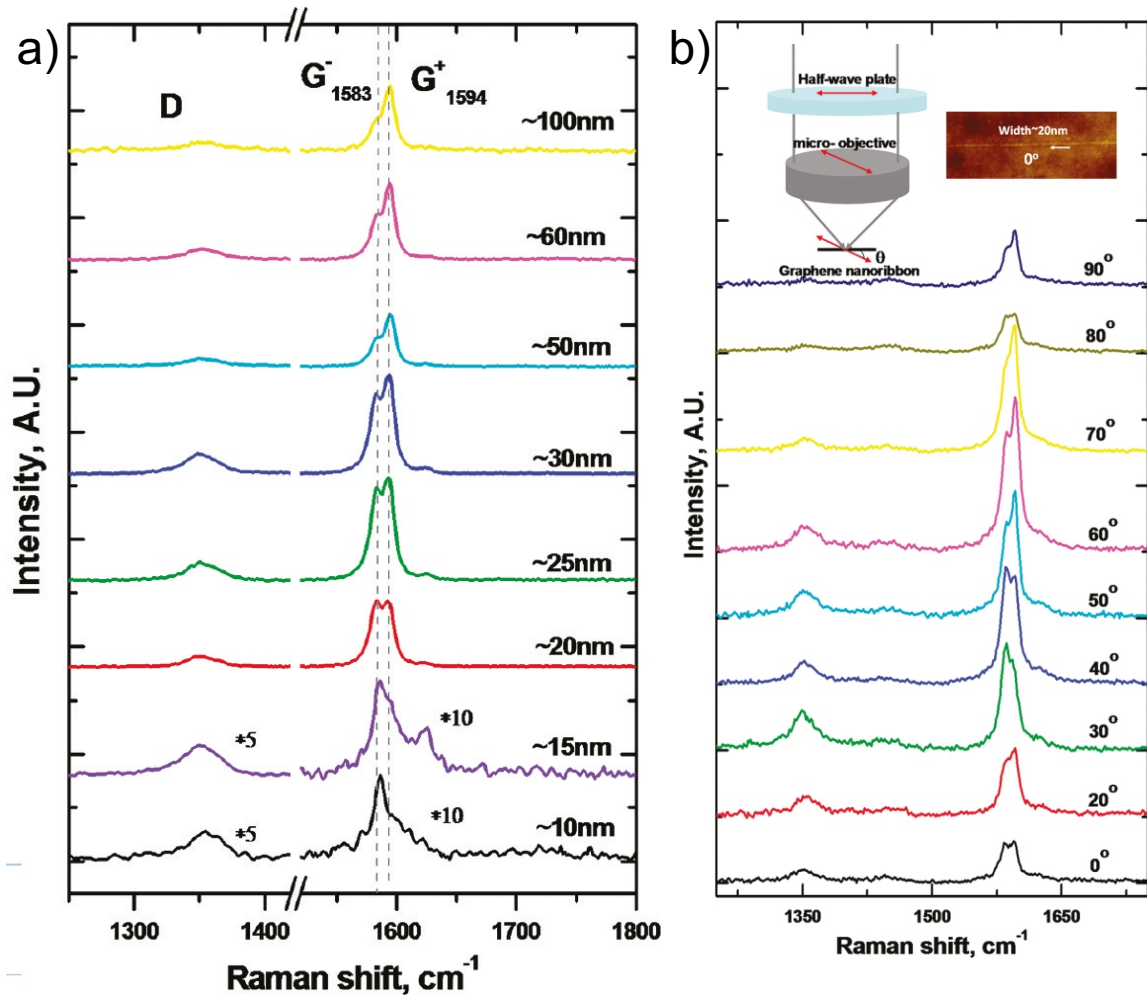 a)
D
G⁻₁₅₈₃
G⁺₁₅₉₄
~100nm
~60nm
~50nm
~30nm
~25nm
~20nm
~15nm
*5
*10
~10nm
*5
*10
Intensity, A.U.
1300
1400
1600
1700
1800
Raman shift, cm⁻¹
b)
Half-wave plate
micro- objective
θ
Graphene nanoribbon
Width~20nm
0°
90°
80°
70°
60°
50°
40°
30°
20°
0°
Intensity, A.U.
1350
1500
1650
Raman shift, cm⁻¹